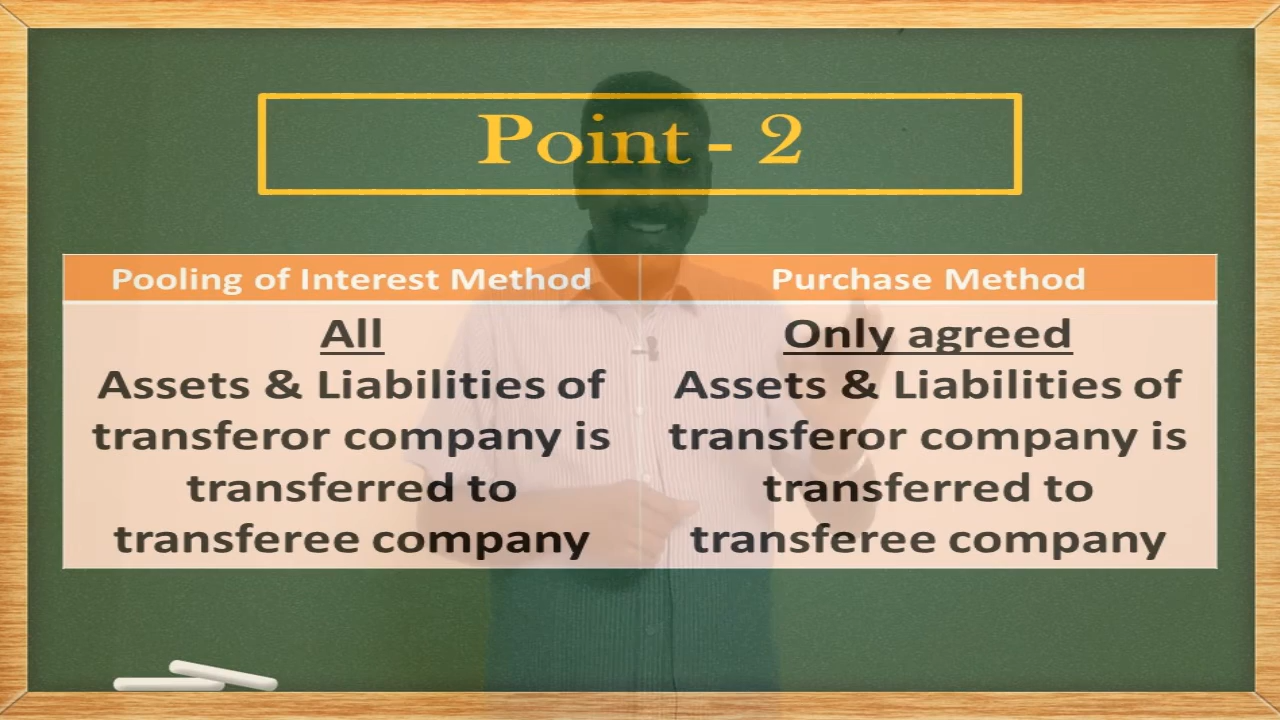 Point - 2
Pooling of Interest Method
Purchase Method
All
Assets & Liabilities of
transferor company is
transferred to
transferee company
Only agreed
Assets & Liabilities of
transferor company is
transferred to
transferee company